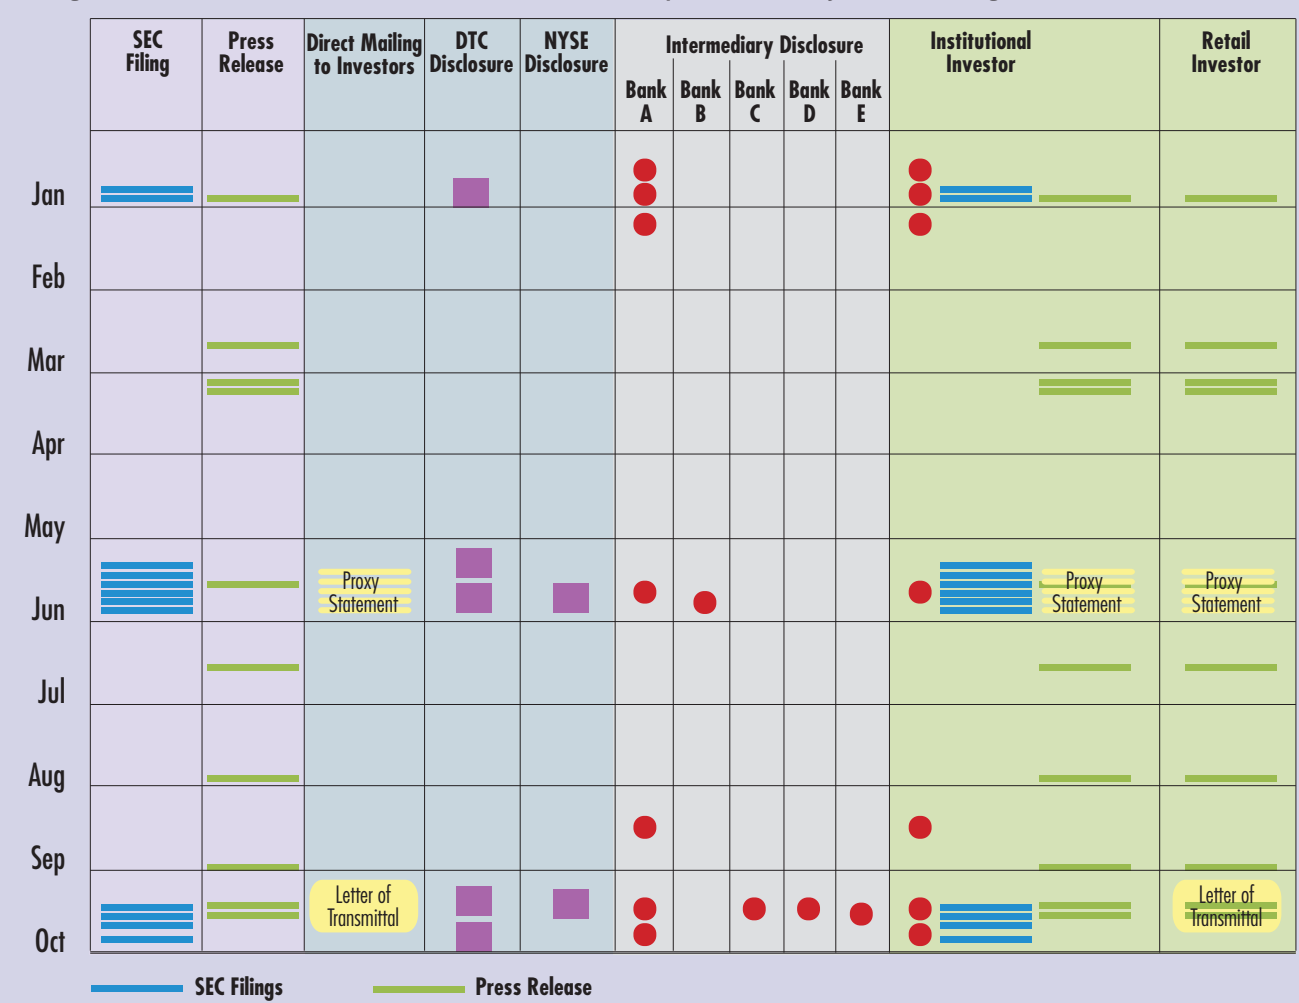 SEC
Filing
Press
Release
Direct Mailing
to Investors
DTC
Disclosure
NYSE
Disclosure
Intermediary Disclosure
Bank
A
Bank
B
Bank
C
Bank
D
Bank
E
Institutional
Investor
Retail
Investor
Jan
Feb
Mar
Apr
May
Jun
Proxy
Statement
Proxy
Statement
Proxy
Statement
Jul
Aug
Sep
Oct
Letter of
Transmittal
Letter of
Transmittal
SEC Filings
Press Release